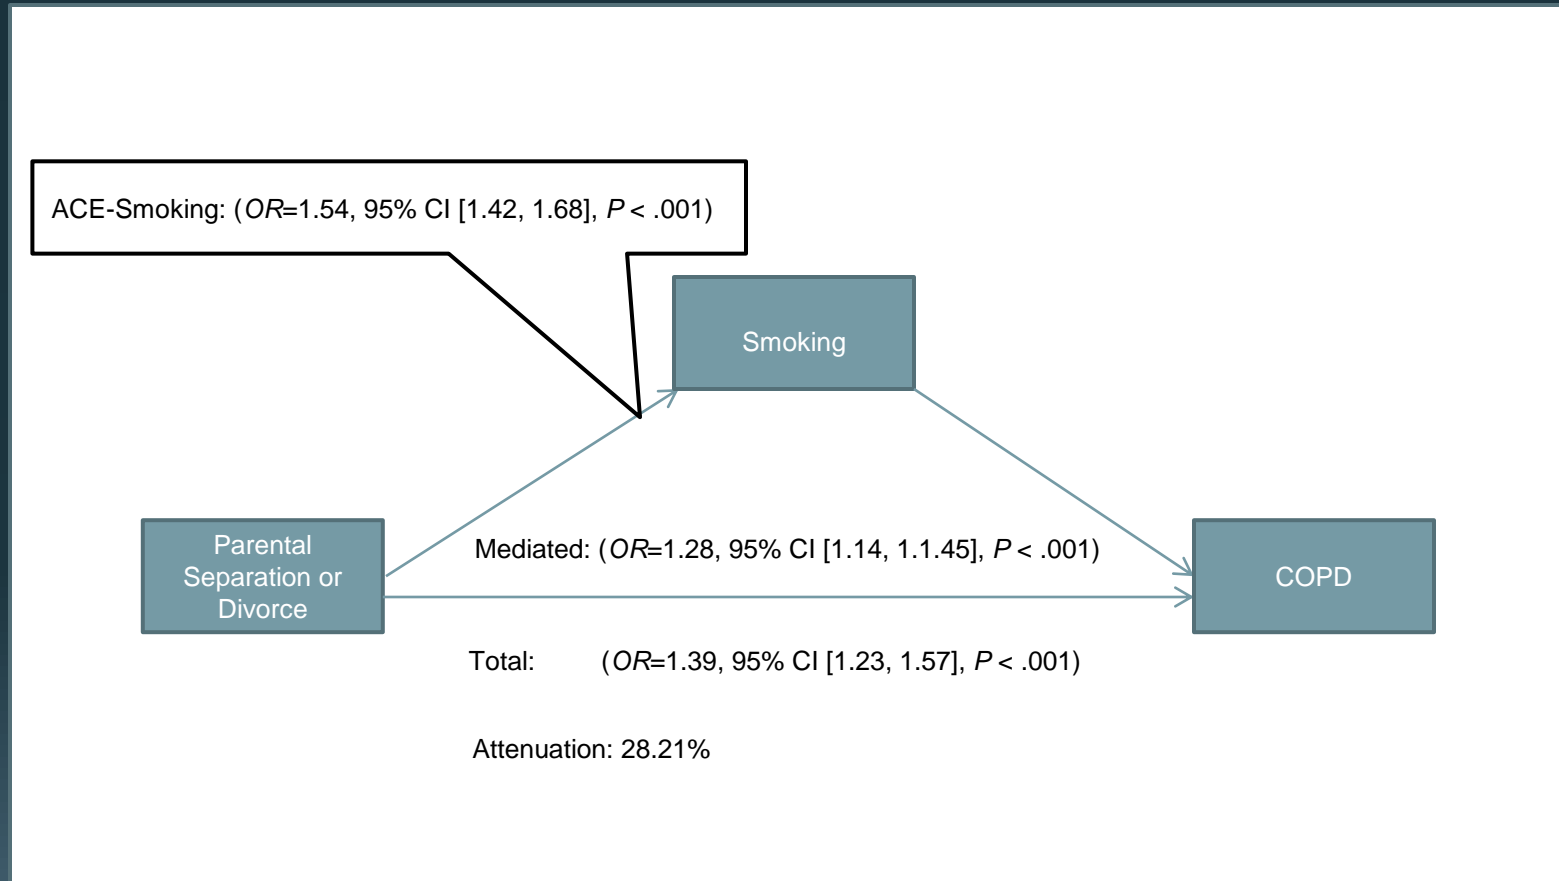 ACE-Smoking: (OR=1.54, 95% CI [1.42, 1.68], P < .001)
Smoking
Parental
Separation or
Divorce
Mediated: (OR=1.28, 95% CI [1.14, 1.1.45], P < .001)
COPD
Total: (OR=1.39, 95% CI [1.23, 1.57], P < .001)
Attenuation: 28.21%